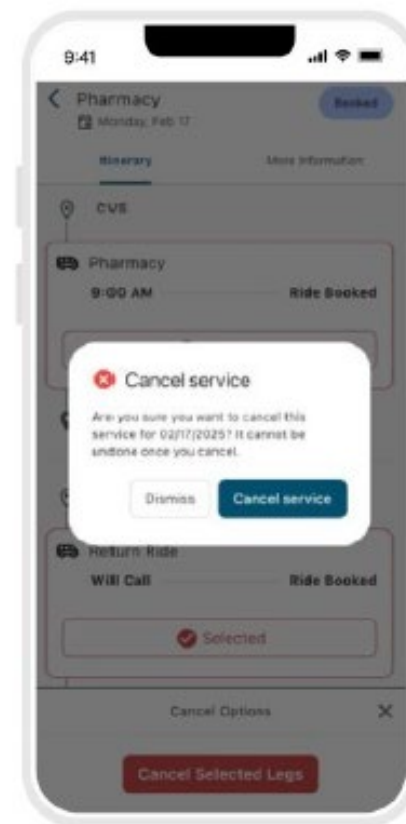 9:41
Pharmacy
Booked
Monday, Feb 17
Itinerary
More Information
CVS
Pharmacy
9:00 AM
Ride Booked
Cancel service
Are you sure you want to cancel this
service for 02/17/2025? It cannot be
undone once you cancel.
Dismiss
Cancel service
Return Ride
Will Call
Ride Booked
Selected
Cancel Options
Cancel Selected Legs